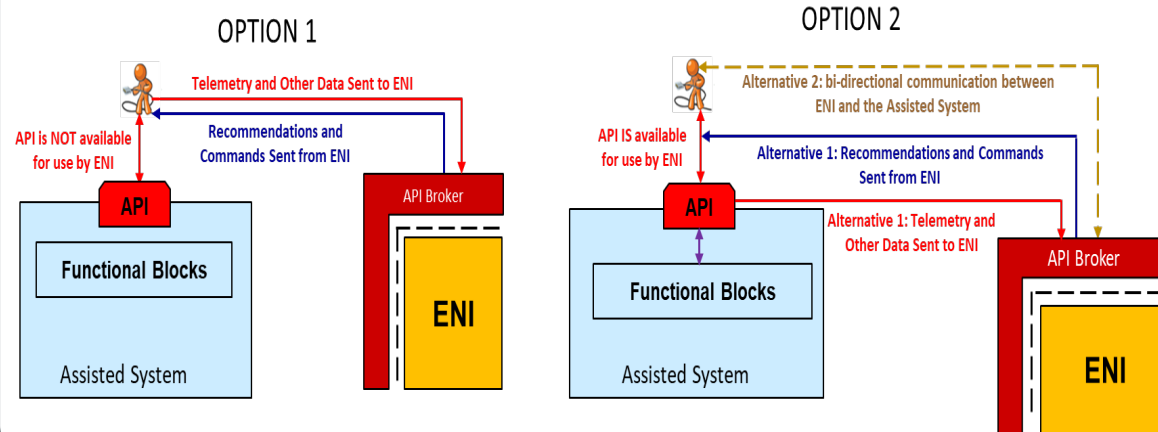 OPTION 1
Telemetry and Other Data Sent to ENI
Recommendations and
Commands Sent from ENI
API is NOT available
for use by ENI
API
API Broker
Functional Blocks
ENI
Assisted System
OPTION 2
Alternative 2: bi-directional communication between
ENI and the Assisted System
API IS available
for use by ENI
Alternative 1: Recommendations and Commands
Sent from ENI
API
Alternative 1: Telemetry and
Other Data Sent to ENI
API Broker
Functional Blocks
ENI
Assisted System